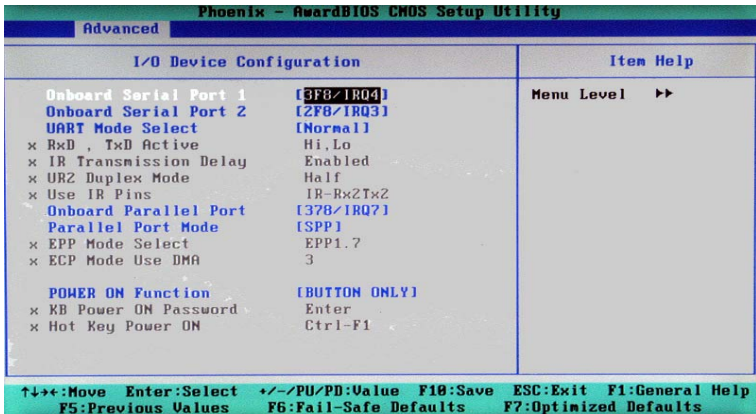 Phoenix - AwardBIOS CMOS Setup Utility
Advanced
I/O Device Configuration
Item Help
Onboard Serial Port 1 [3F8/IRQ4]
Menu Level ▶▶
Onboard Serial Port 2 [2F8/IRQ3]
UART Mode Select [Normal]
x RxD , TxD Active Hi,Lo
x IR Transmission Delay Enabled
x UR2 Duplex Mode Half
x Use IR Pins IR-Rx2Tx2
Onboard Parallel Port [378/IRQ7]
Parallel Port Mode [SPP]
x EPP Mode Select EPP1.7
x ECP Mode Use DMA 3
POWER ON Function [BUTTON ONLY]
x KB Power ON Password Enter
x Hot Key Power ON Ctrl-F1
↑↓→←:Move Enter:Select +/-/PU/PD:Value F10:Save ESC:Exit F1:General Help
F5:Previous Values F6:Fail-Safe Defaults F7:Optimized Defaults